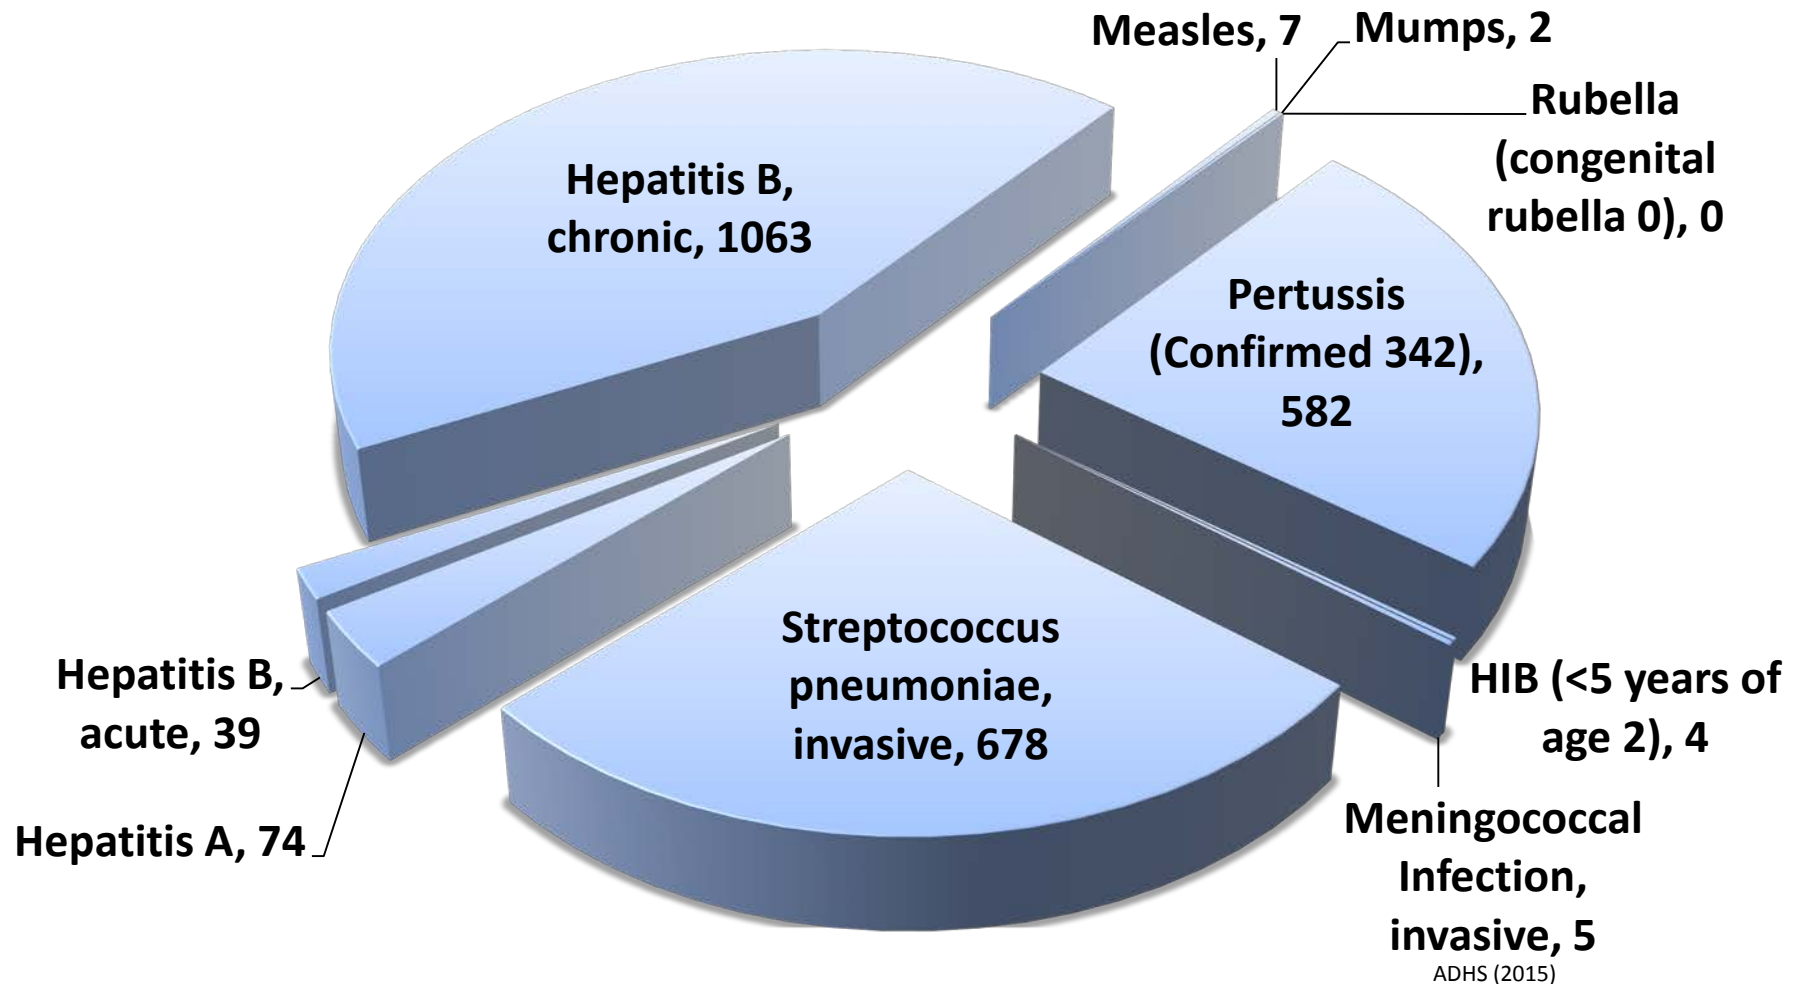 Measles, 7
Mumps, 2
Rubella
(congenital
rubella 0), 0
Hepatitis B,
chronic, 1063
Pertussis
(Confirmed 342),
582
Streptococcus
pneumoniae,
invasive, 678
Hepatitis B,
acute, 39
HIB (<5 years of
age 2), 4
Hepatitis A, 74
Meningococcal
Infection,
invasive, 5
ADHS (2015)